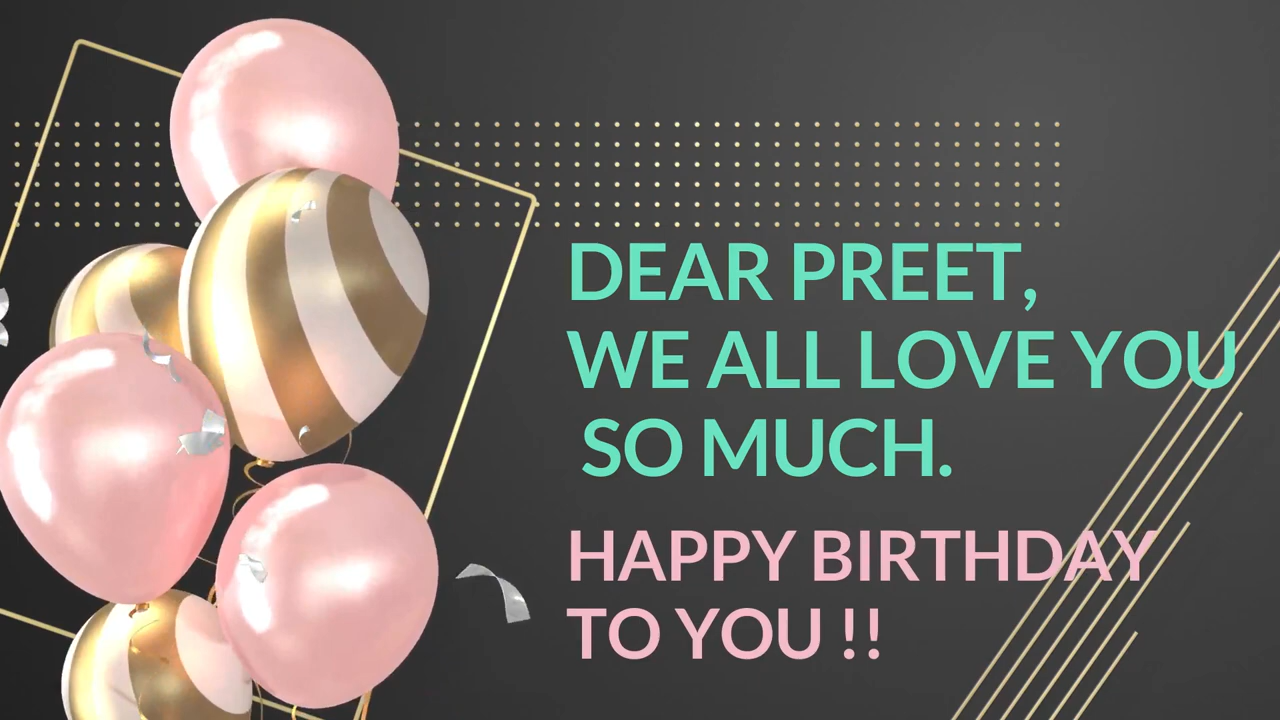 DEAR PREET,
WE ALL LOVE YOU
SO MUCH.
HAPPY BIRTHDAY
TO YOU !!